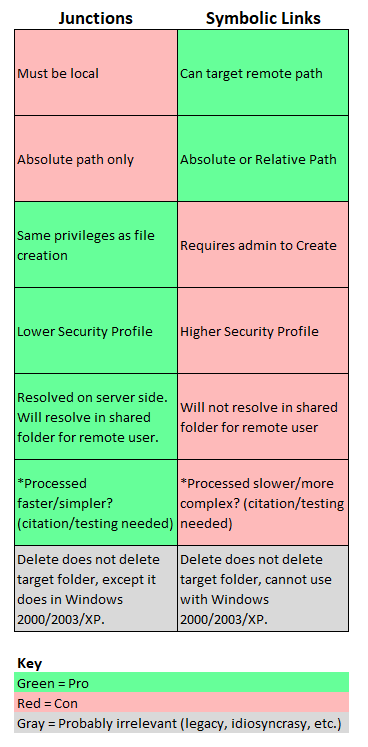 Junctions Symbolic Links
Must be local
Can target remote path
Absolute path only
Absolute or Relative Path
Same privileges as file
creation
Requires admin to Create
Lower Security Profile
Higher Security Profile
Resolved on server side.
Will resolve in shared
folder for remote user.
Will not resolve in shared
folder for remote user
*Processed
faster/simpler?
(citation/testing needed)
*Processed slower/more
complex? (citation/testing
needed)
Delete does not delete
target folder, except it
does in Windows
2000/2003/XP.
Delete does not delete
target folder, cannot use
with Windows
2000/2003/XP.
Key
Green = Pro
Red = Con
Gray = Probably irrelevant (legacy, idiosyncrasy, etc.)